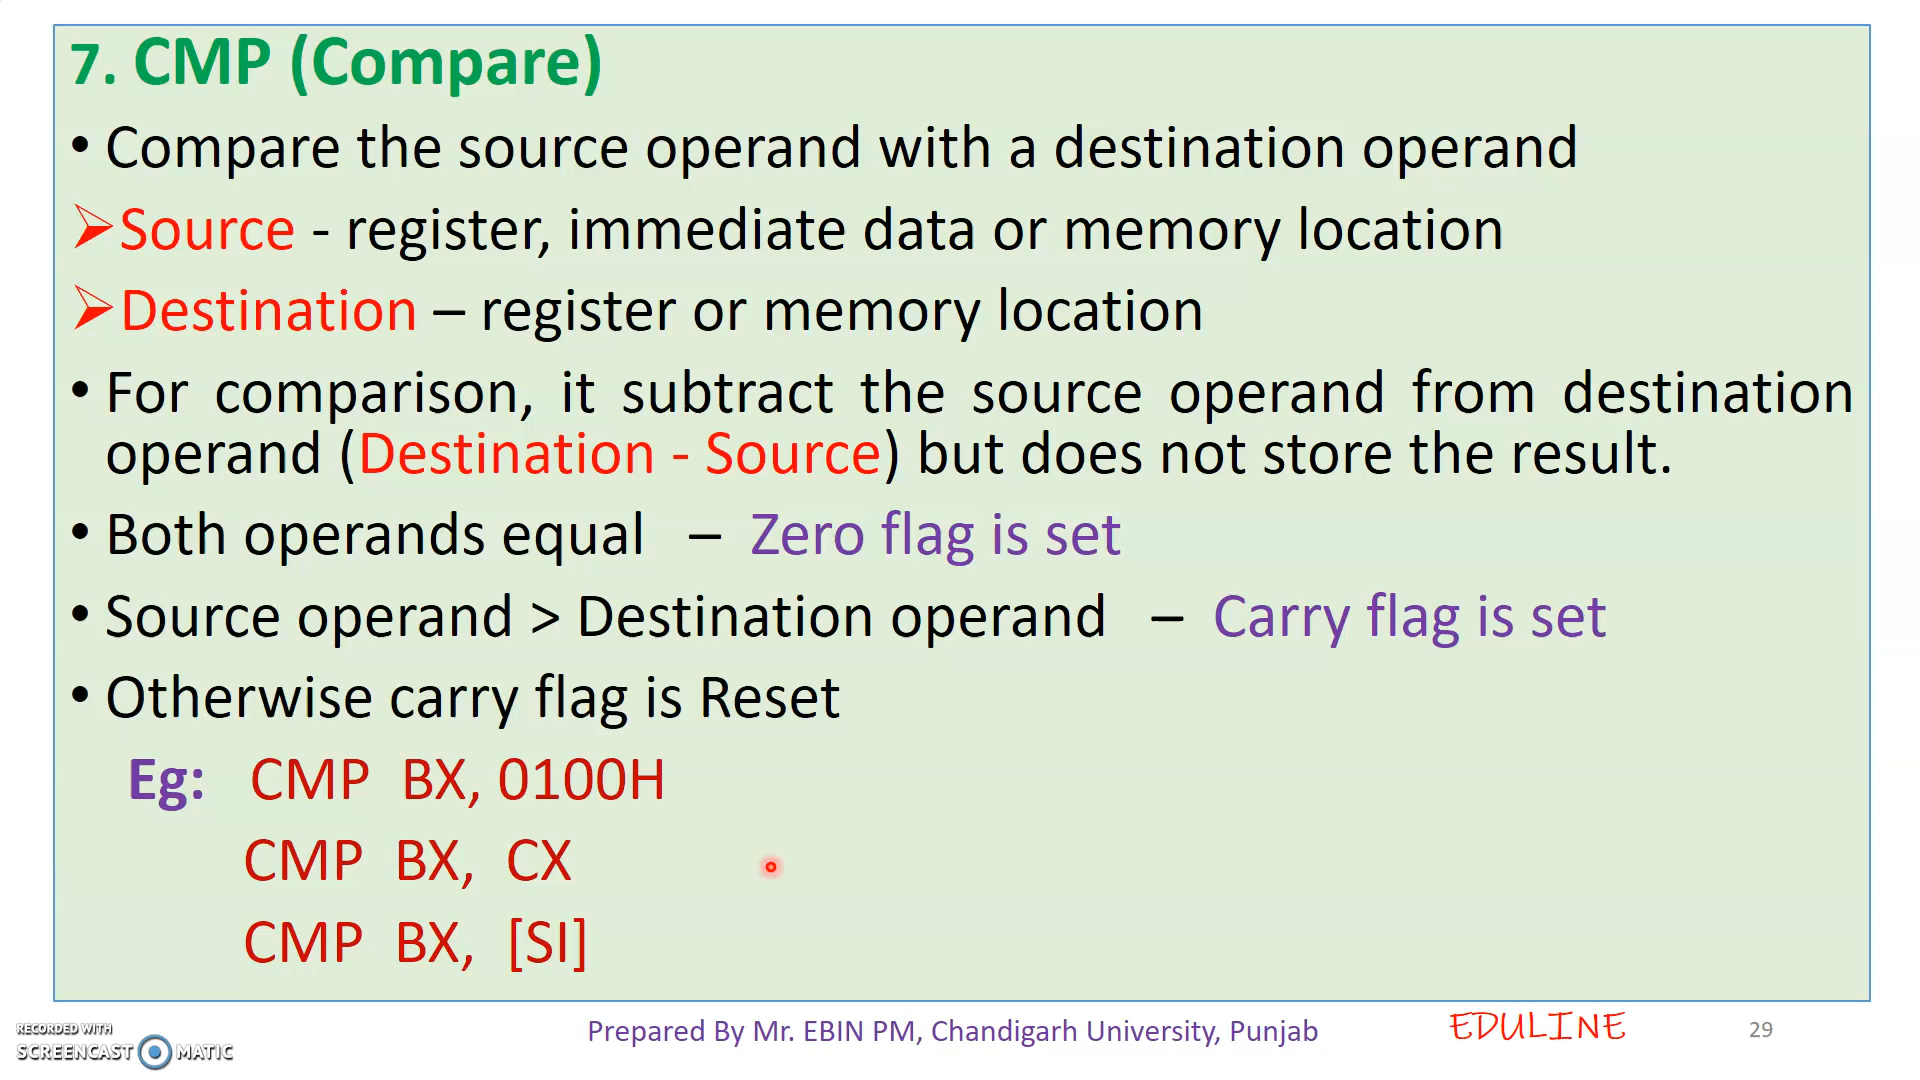 7. CMP (Compare)
• Compare the source operand with a destination operand
➢Source - register, immediate data or memory location
➢Destination – register or memory location
• For comparison, it subtract the source operand from destination
operand (Destination - Source) but does not store the result.
• Both operands equal – Zero flag is set
• Source operand > Destination operand – Carry flag is set
• Otherwise carry flag is Reset
Eg: CMP BX, 0100H
CMP BX, CX
CMP BX, [SI]
RECORDED WITH
SCREENCAST MATIC
Prepared By Mr. EBIN PM, Chandigarh University, Punjab
EDULINE
29